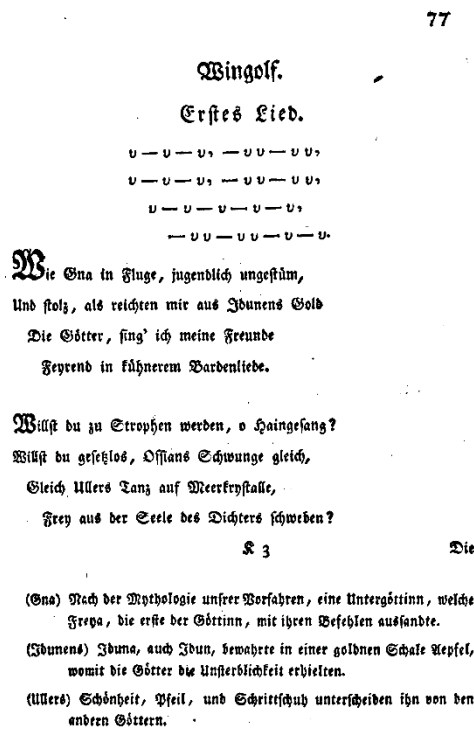 77
Wingolf.
Erstes Lied.
υ — υ — υ, — υ υ — υ υ,
υ — υ — υ, — υ υ — υ υ,
υ — υ — υ — υ — υ,
— υ υ — υ υ — υ — υ.
Wie Gna in Fluge, jugendlich ungestüm,
Und stolz, als reichten mir aus Idunens Gold
Die Götter, sing' ich meine Freunde
Feyrend in kühnerem Bardenliede.
Willst du zu Strophen werden, o Haingesang?
Willst du gesetzlos, Ossians Schwunge gleich,
Gleich Ullers Tanz auf Meerkrystalle,
Frey aus der Seele des Dichters schweben?
K 3 Die
(Gna) Nach der Mythologie unsrer Vorfahren, eine Untergöttinn, welche
Freya, die erste der Göttinn, mit ihren Befehlen aussandte.
(Idunens) Iduna, auch Idun, bewahrte in einer goldnen Schale Aepfel,
womit die Götter die Unsterblichkeit erhielten.
(Ullers) Schönheit, Pfeil, und Schrittschuh unterscheiden ihn von den
andern Göttern.